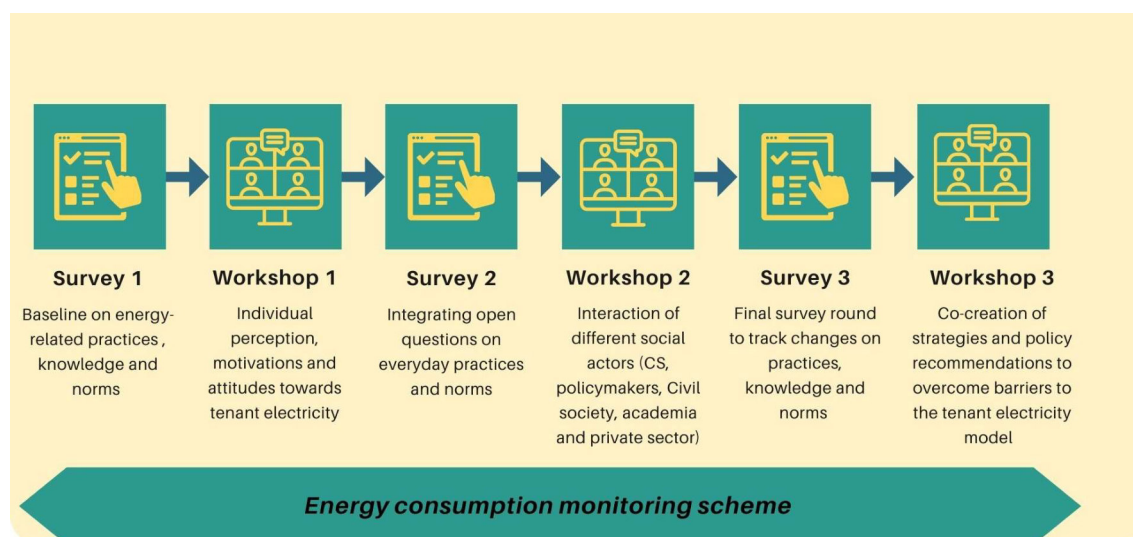 Survey 1
Baseline on energy-
related practices , 
knowledge and
norms
Workshop 1
Individual
perception,
motivations and
attitudes towards
tenant electricity
Survey 2
Integrating open
questions on
everyday practices
and norms
Workshop 2
Interaction of
different social
actors (CS,
policymakers, Civil
society, academia
and private sector)
Survey 3
Final survey round
to track changes on
practices,
knowledge and
norms
Workshop 3
Co-creation of
strategies and policy
recommendations to
overcome barriers to
the tenant electricity
model
Energy consumption monitoring scheme